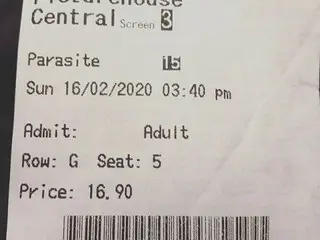 Picturehouse
Central Screen 3
Parasite 15
Sun 16/02/2020 03:40 pm
Admit: Adult
Row: G Seat: 5
Price: 16.90